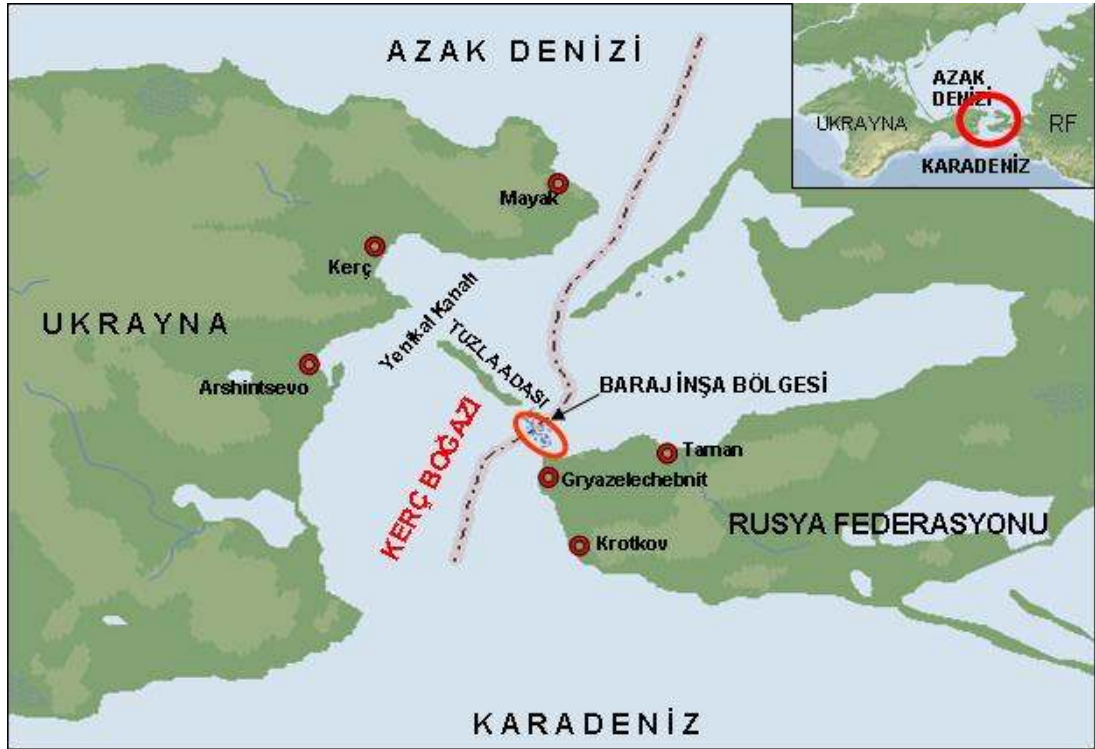 AZAK DENİZİ
AZAK
DENİZİ
UKRAYNA
RF
KARADENİZ
Mayak
Kerç
Yenikal Kanalı
UKRAYNA
TUZLA ADASI
Arshintsevo
BARAJ İNŞA BÖLGESİ
KERÇ BOĞAZI
Taman
Gryazelechebnit
RUSYA FEDERASYONU
Krotkov
KARADENİZ